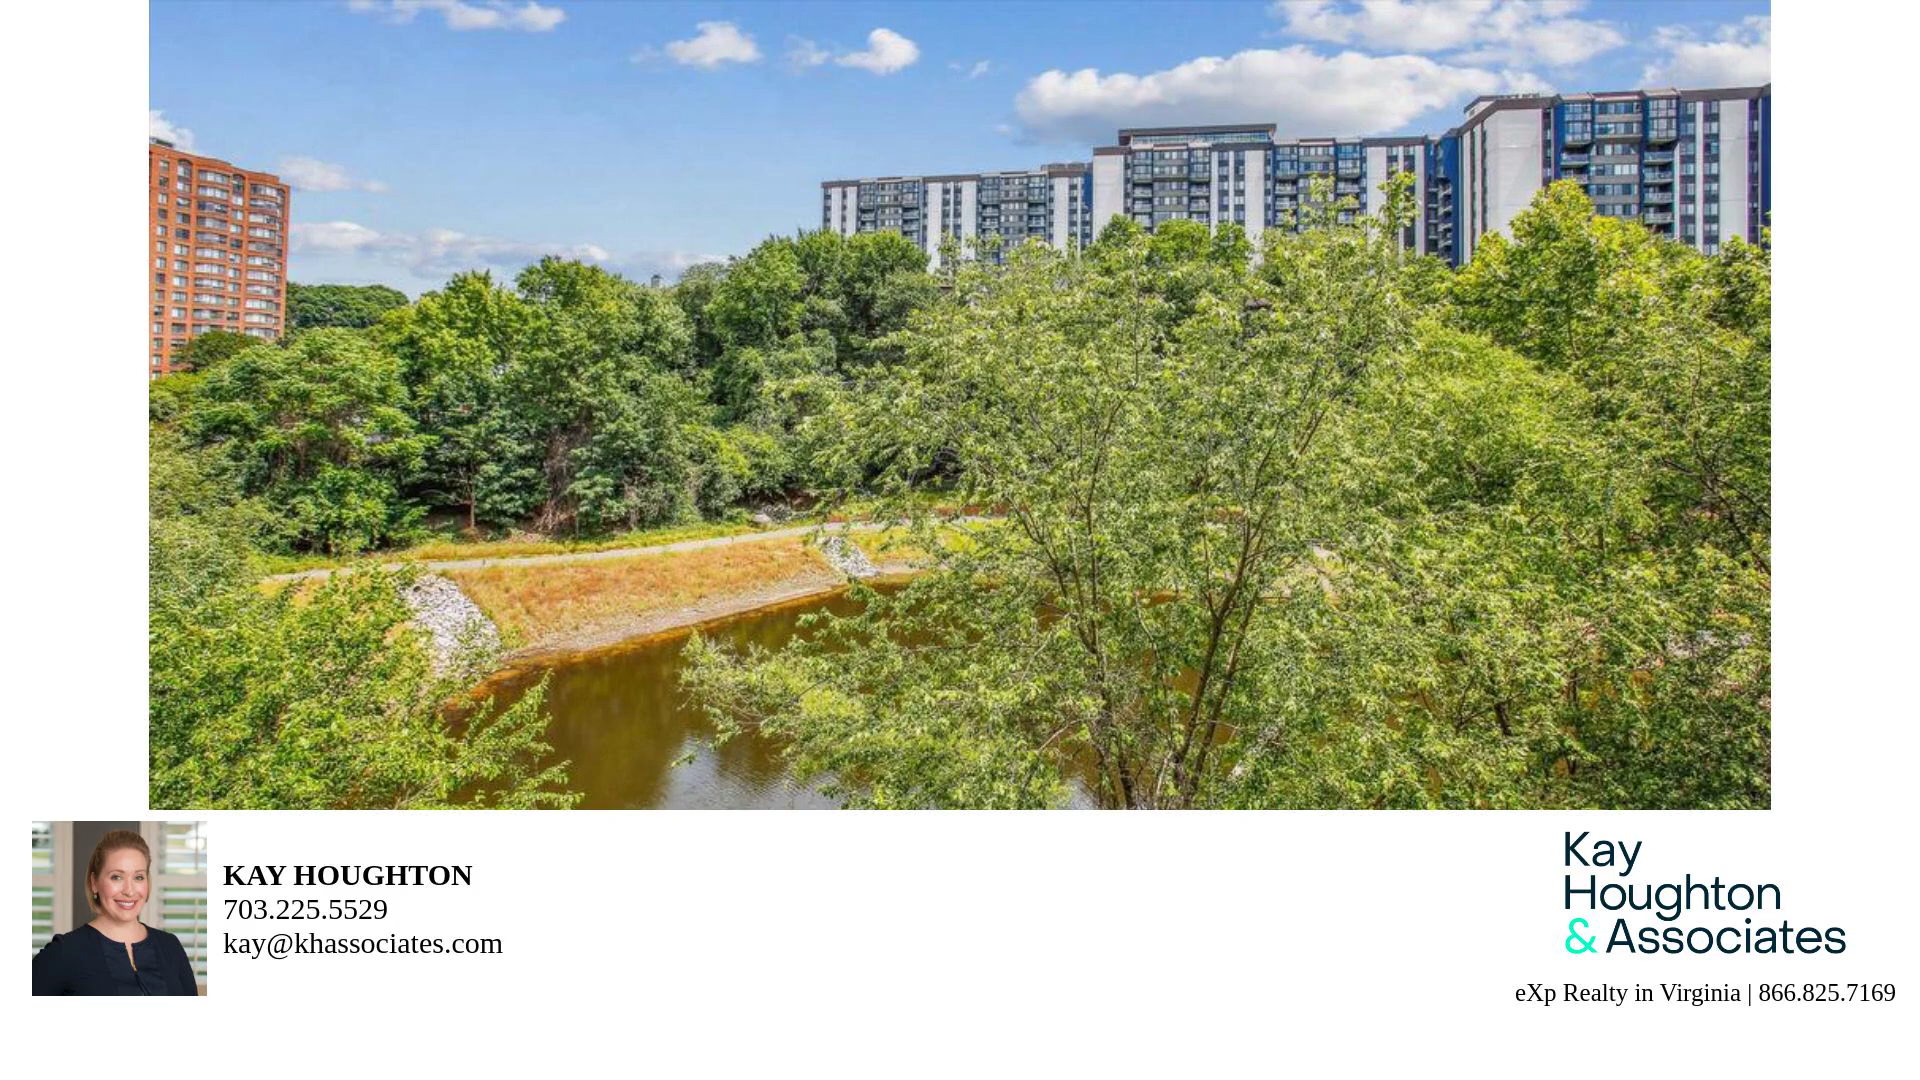 KAY HOUGHTON
703.225.5529
kay@khassociates.com
Kay
Houghton
& Associates
eXp Realty in Virginia | 866.825.7169